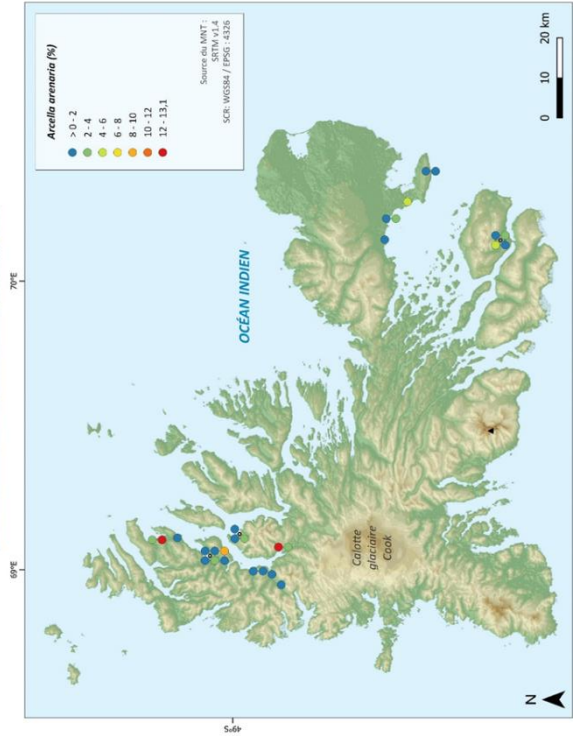 Arcella arenaria (%)
> 0 - 2
2 - 4
4 - 6
6 - 8
8 - 10
10 - 12
12 - 13,1
Source du MNT :
SRTM v1.4
SCR: WGS84 / EPSG : 4326
70°E
69°E
49°S
OCÉAN INDIEN
Calotte
glaciaire
Cook
N
0 10 20 km